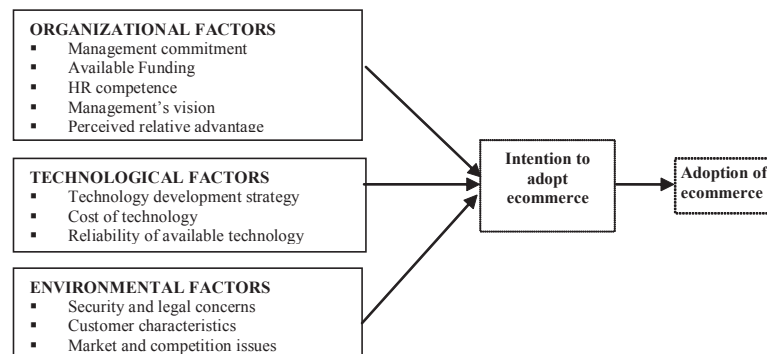 ORGANIZATIONAL FACTORS
▪ Management commitment
▪ Available Funding
▪ HR competence
▪ Management's vision
▪ Perceived relative advantage
TECHNOLOGICAL FACTORS
▪ Technology development strategy
▪ Cost of technology
▪ Reliability of available technology
ENVIRONMENTAL FACTORS
▪ Security and legal concerns
▪ Customer characteristics
▪ Market and competition issues
Intention to
adopt
ecommerce
Adoption of
ecommerce